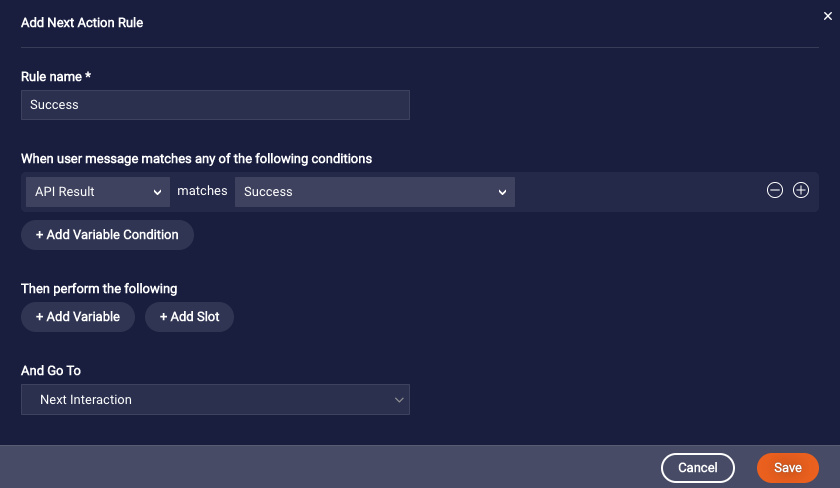 Add Next Action Rule
Rule name *
Success
When user message matches any of the following conditions
API Result matches Success
+ Add Variable Condition
Then perform the following
+ Add Variable + Add Slot
And Go To
Next Interaction
Cancel Save